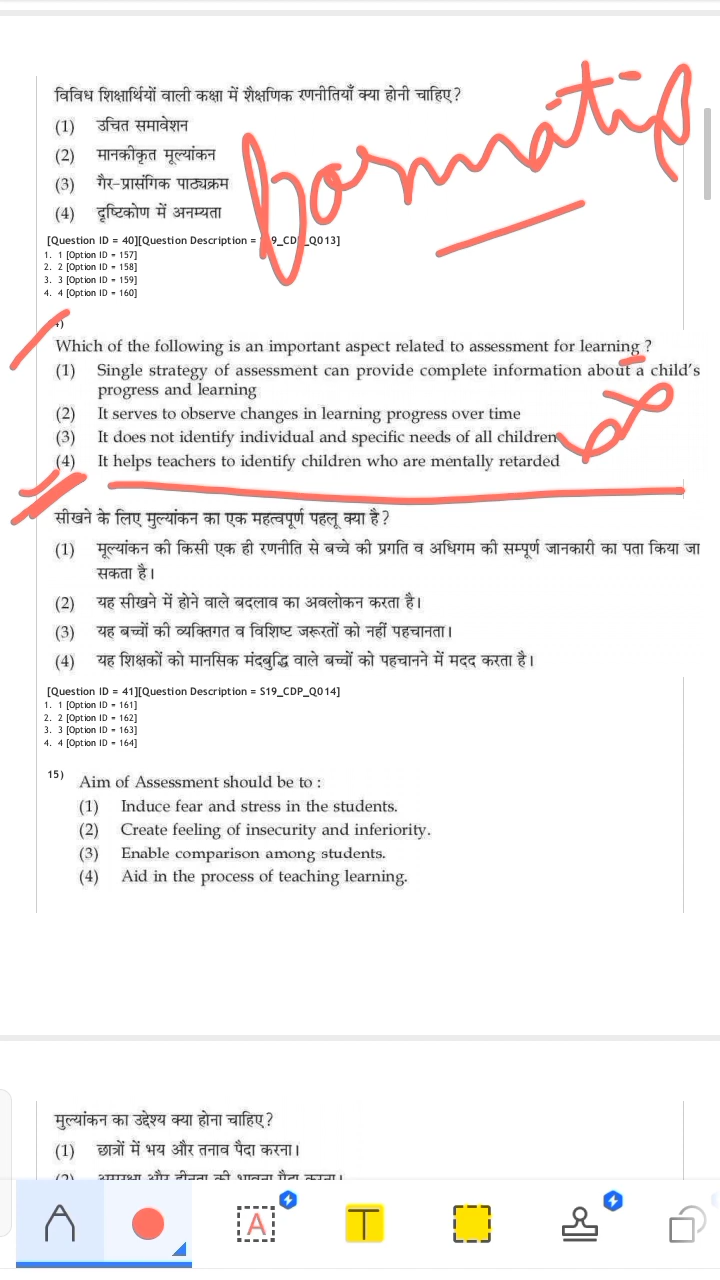 विविध शिक्षार्थियों वाली कक्षा में शैक्षणिक रणनीतियाँ क्या होनी चाहिए?
(1) उचित समावेशन
(2) मानकीकृत मूल्यांकन
(3) गैर-प्रासंगिक पाठ्यक्रम
(4) दृष्टिकोण में अनम्यता
[Question ID = 40][Question Description = 19_CDP_Q013]
1. 1 [Option ID = 157]
2. 2 [Option ID = 158]
3. 3 [Option ID = 159]
4. 4 [Option ID = 160]
4)
Which of the following is an important aspect related to assessment for learning ?
(1) Single strategy of assessment can provide complete information about a child's
progress and learning
(2) It serves to observe changes in learning progress over time
(3) It does not identify individual and specific needs of all children
(4) It helps teachers to identify children who are mentally retarded
सीखने के लिए मूल्यांकन का एक महत्वपूर्ण पहलू क्या है?
(1) मूल्यांकन की किसी एक ही रणनीति से बच्चे की प्रगति व अधिगम की सम्पूर्ण जानकारी का पता किया जा
सकता है।
(2) यह सीखने में होने वाले बदलाव का अवलोकन करता है।
(3) यह बच्चों की व्यक्तिगत व विशिष्ट जरूरतों को नहीं पहचानता।
(4) यह शिक्षकों को मानसिक मंदबुद्धि वाले बच्चों को पहचानने में मदद करता है।
[Question ID = 41][Question Description = S19_CDP_Q014]
1. 1 [Option ID = 161]
2. 2 [Option ID = 162]
3. 3 [Option ID = 163]
4. 4 [Option ID = 164]
15) Aim of Assessment should be to :
(1) Induce fear and stress in the students.
(2) Create feeling of insecurity and inferiority.
(3) Enable comparison among students.
(4) Aid in the process of teaching learning.
मुल्यांकन का उद्देश्य क्या होना चाहिए?
(1) छात्रों में भय और तनाव पैदा करना।
A
T